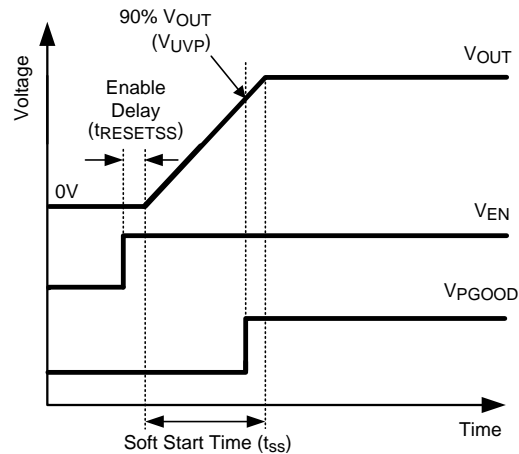 90% VOUT
(VUVP)
VOUT
Voltage
Enable
Delay
(tRESETSS)
0V
VEN
VPGOOD
Time
Soft Start Time (tss)